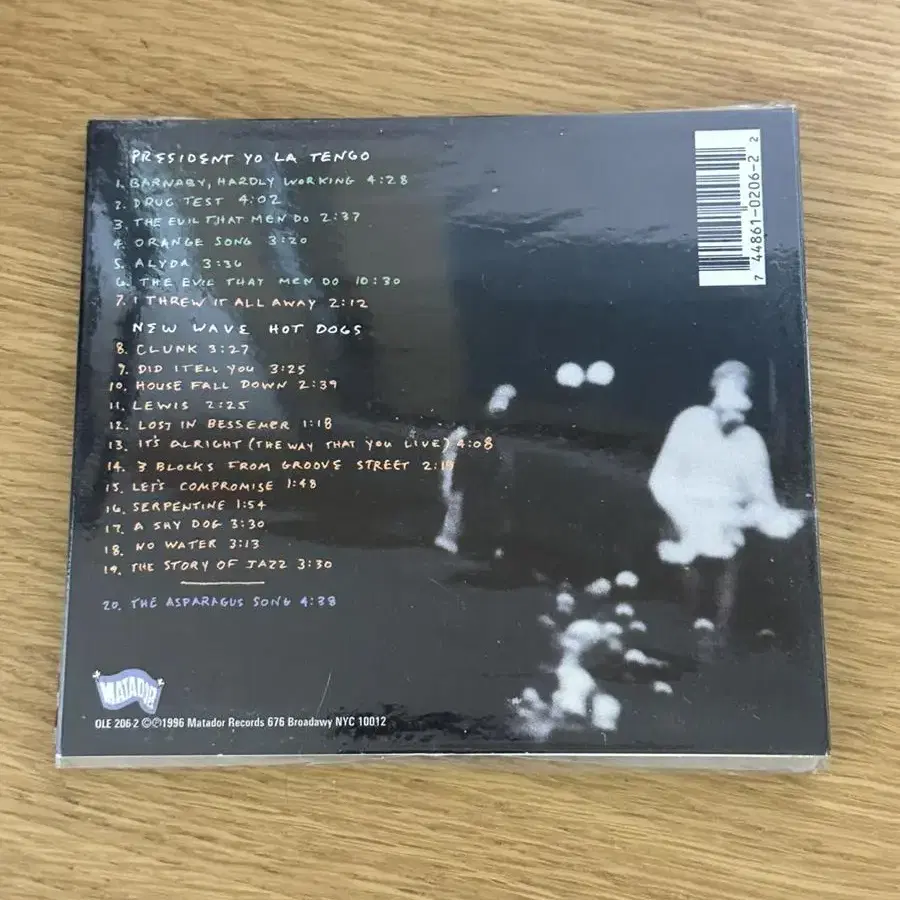 PRESIDENT YO LA TENGO
1. BARNABY, HARDLY WORKING 4:28
2. DRUG TEST 4:02
3. THE EVIL THAT MEN DO 2:37
4. ORANGE SONG 3:20
5. ALYDA 3:36
6. THE EVIL THAT MEN DO 10:30
7. I THREW IT ALL AWAY 2:12
NEW WAVE HOT DOGS
8. CLUNK 3:27
9. DID I TELL YOU 3:25
10. HOUSE FALL DOWN 2:39
11. LEWIS 2:25
12. LOST IN BESSEMER 1:18
13. IT'S ALRIGHT (THE WAY THAT YOU LIVE) 4:08
14. 3 BLOCKS FROM GROOVE STREET 2:19
15. LET'S COMPROMISE 1:48
16. SERPENTINE 1:54
17. A SHY DOG 3:30
18. NO WATER 3:13
19. THE STORY OF JAZZ 3:30
20. THE ASPARAGUS SONG 4:38
MATADOR
OLE 206-2 ©℗1996 Matador Records 676 Broadawy NYC 10012
7 44861-0206-2 2